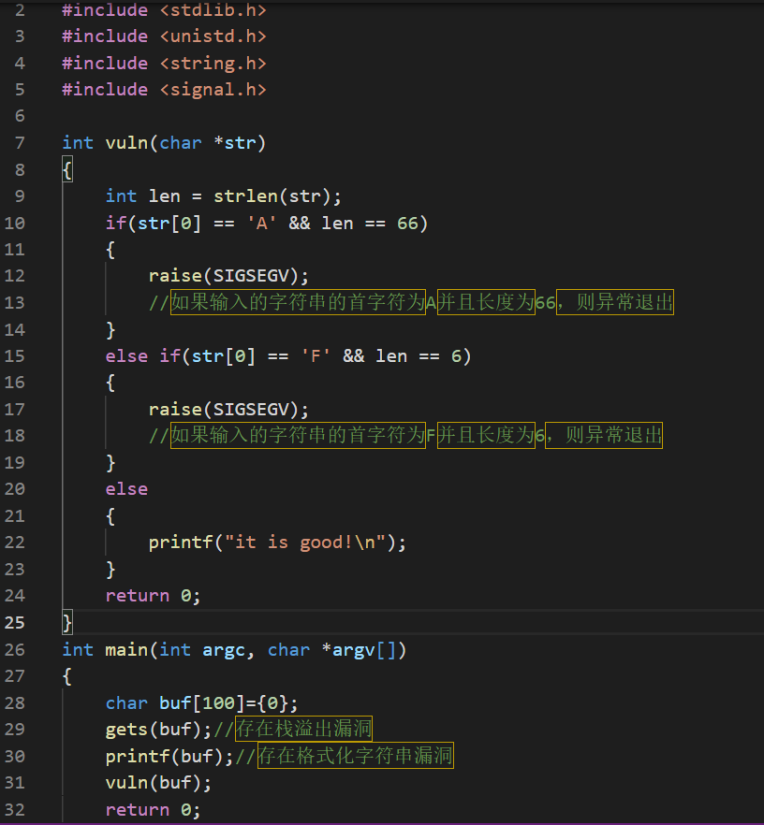 2 #include <stdlib.h>
3 #include <unistd.h>
4 #include <string.h>
5 #include <signal.h>
6
7 int vuln(char *str)
8 {
9     int len = strlen(str);
10     if(str[0] == 'A' && len == 66)
11     {
12         raise(SIGSEGV);
13         //如果输入的字符串的首字符为A并且长度为66，则异常退出
14     }
15     else if(str[0] == 'F' && len == 6)
16     {
17         raise(SIGSEGV);
18         //如果输入的字符串的首字符为F并且长度为6，则异常退出
19     }
20     else
21     {
22         printf("it is good!\n");
23     }
24     return 0;
25 }
26 int main(int argc, char *argv[])
27 {
28     char buf[100]={0};
29     gets(buf);//存在栈溢出漏洞
30     printf(buf);//存在格式化字符串漏洞
31     vuln(buf);
32     return 0;